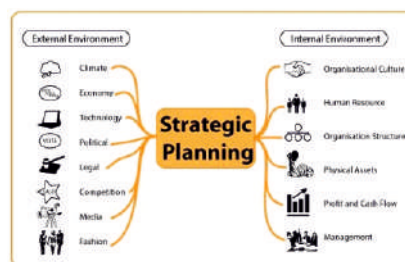 External Environment
Climate
Economy
Technology
Political
Legal
Competition
Media
Fashion
Strategic
Planning
Internal Environment
Organisational Culture
Human Resource
Organisation Structure
Physical Assets
Profit and Cash Flow
Management